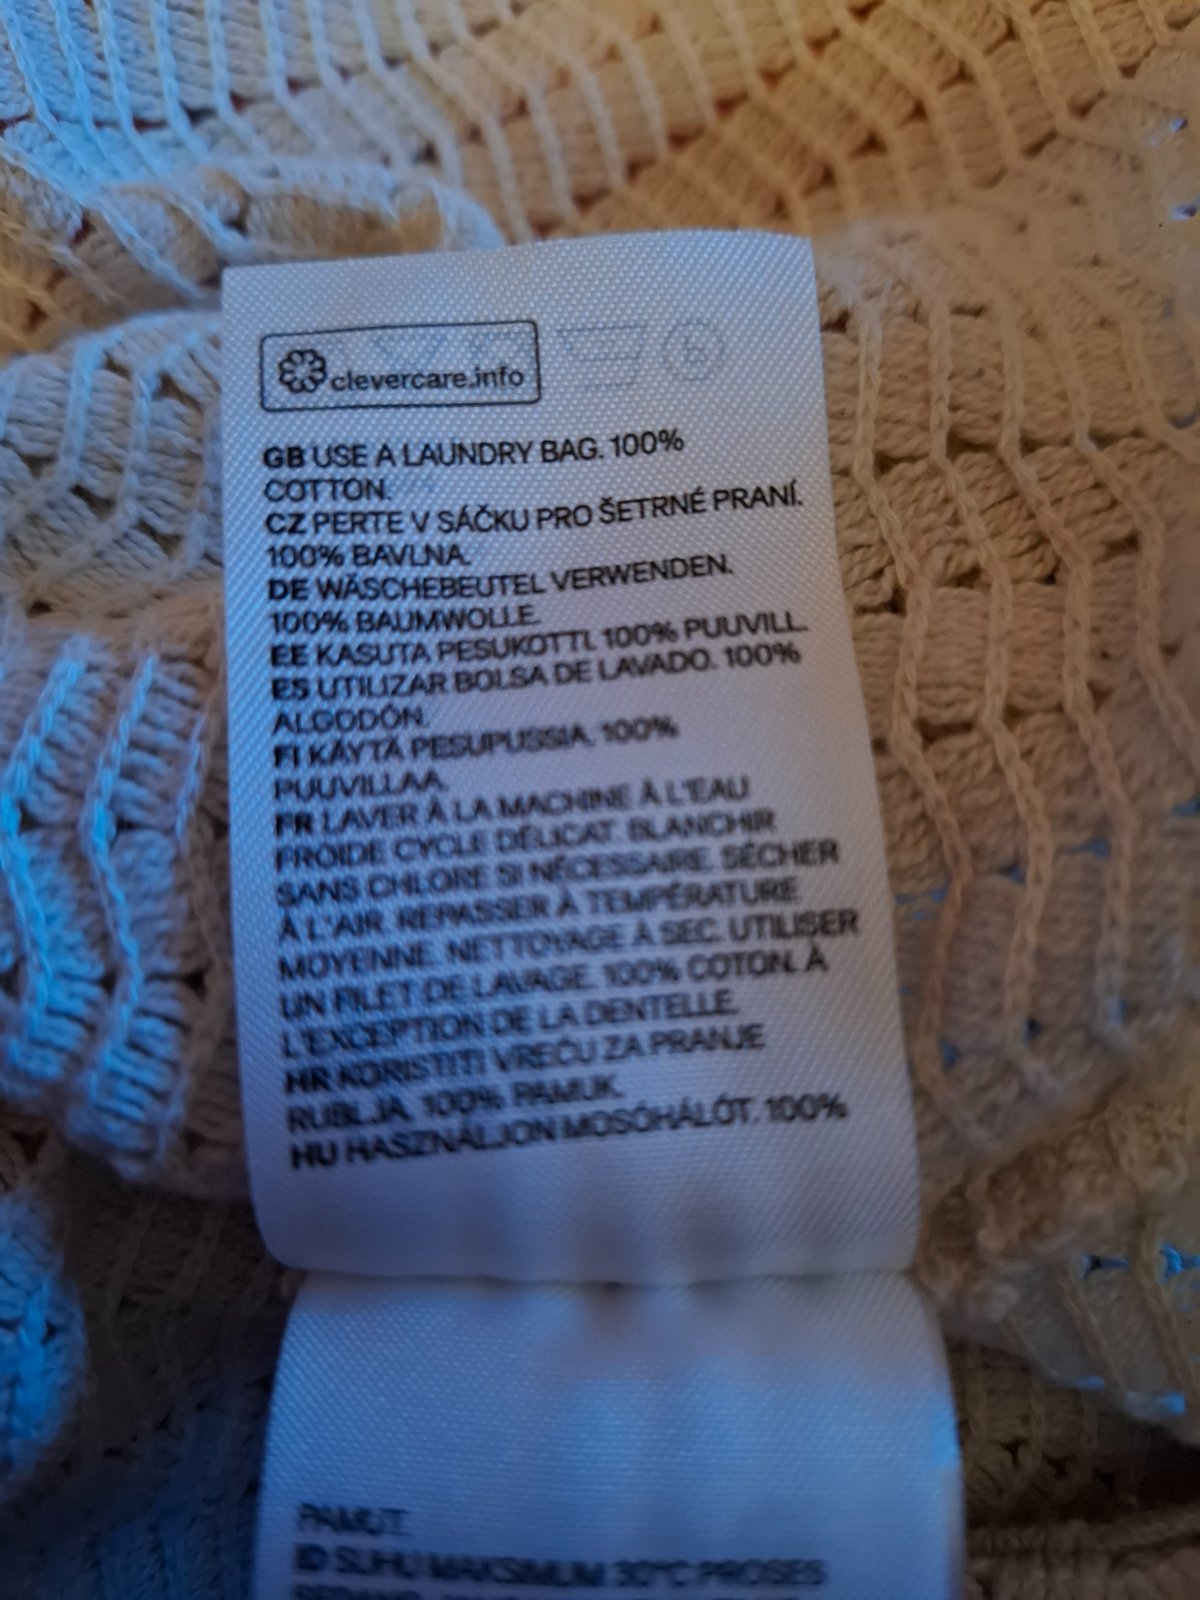 clevercare.info
GB USE A LAUNDRY BAG. 100%
COTTON.
CZ PERTE V SÁČKU PRO ŠETRNÉ PRANÍ.
100% BAVLNA.
DE WÄSCHEBEUTEL VERWENDEN.
100% BAUMWOLLE.
EE KASUTA PESUKOTTI. 100% PUUVILL.
ES UTILIZAR BOLSA DE LAVADO. 100%
ALGODÓN.
FI KÄYTÄ PESUPUSSIA. 100%
PUUVILLAA.
FR LAVER À LA MACHINE À L'EAU
FROIDE CYCLE DÉLICAT. BLANCHIR
SANS CHLORE SI NÉCESSAIRE. SÉCHER
À L'AIR. REPASSER À TEMPÉRATURE
MOYENNE. NETTOYAGE À SEC. UTILISER
UN FILET DE LAVAGE. 100% COTON. À
L'EXCEPTION DE LA DENTELLE.
HR KORISTITI VREĆU ZA PRANJE
RUBLJA. 100% PAMUK.
HU HASZNÁLJON MOSÓHÁLÓT. 100%
PAMUT.
ID SUHU MAKSIMUM 30°C PROSES